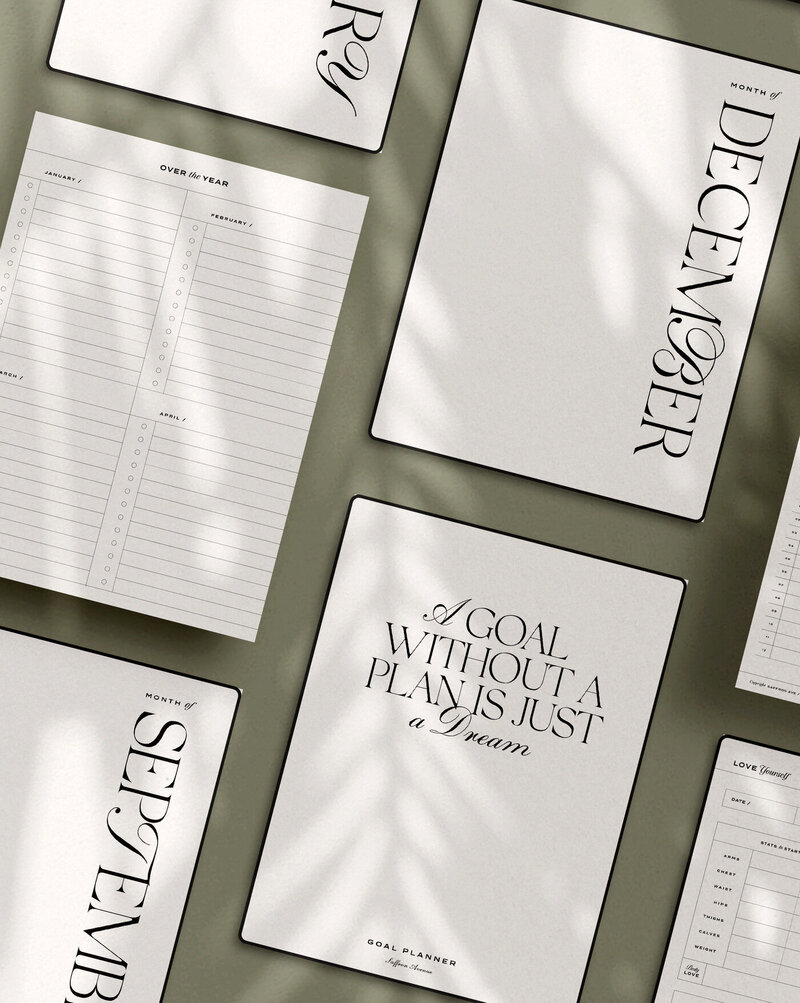 RY
MONTH of
DECEMBER
OVER the YEAR
JANUARY /
FEBRUARY /
ARCH /
APRIL /
A GOAL
WITHOUT A
PLAN IS JUST
a Dream
GOAL PLANNER
Saffron Avenue
MONTH of
SEPTEMBE
Copyright SAFFRON AVE /
LOVE Yourself
DATE /
STATS to START
ARMS
CHEST
WAIST
HIPS
THIGHS
CALVES
WEIGHT
Body
LOVE